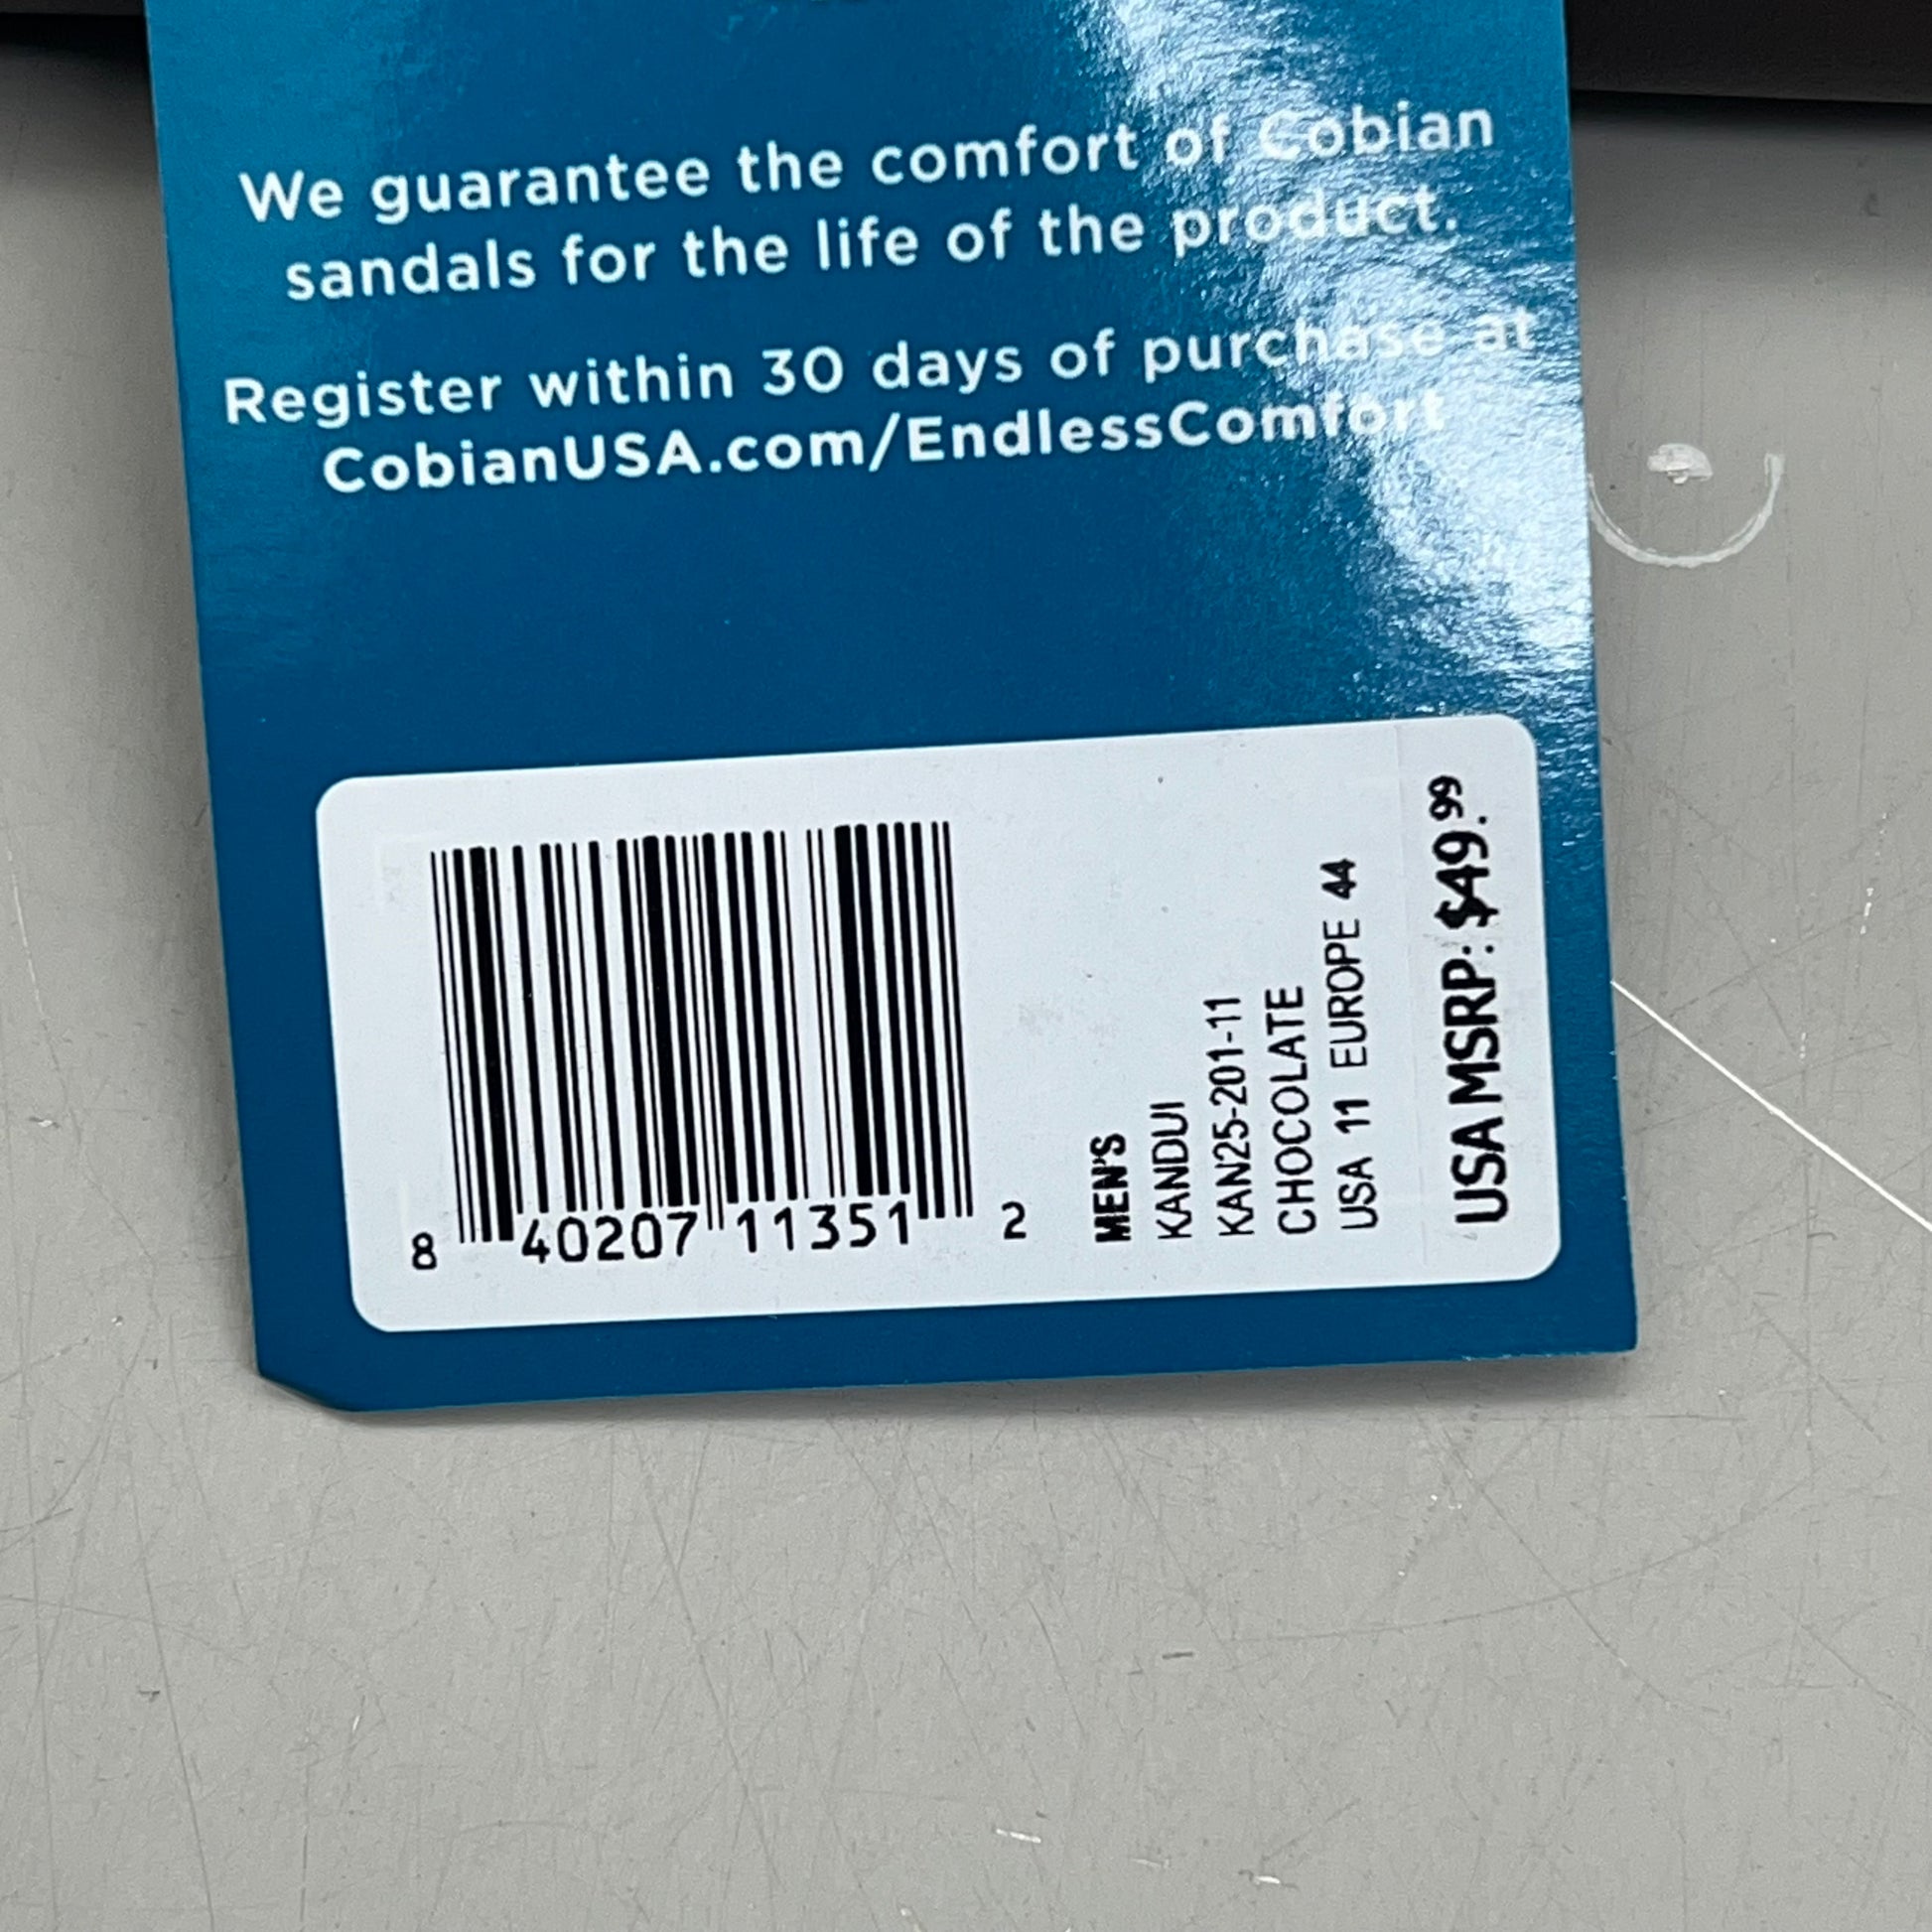 We guarantee the comfort of Cobian
sandals for the life of the product.
Register within 30 days of purchase at
CobianUSA.com/EndlessComfort
8 40207 11351 2
MEN'S
KANDUI
KAN25-201-11
CHOCOLATE
USA 11 EUROPE 44
USA MSRP: $49.99